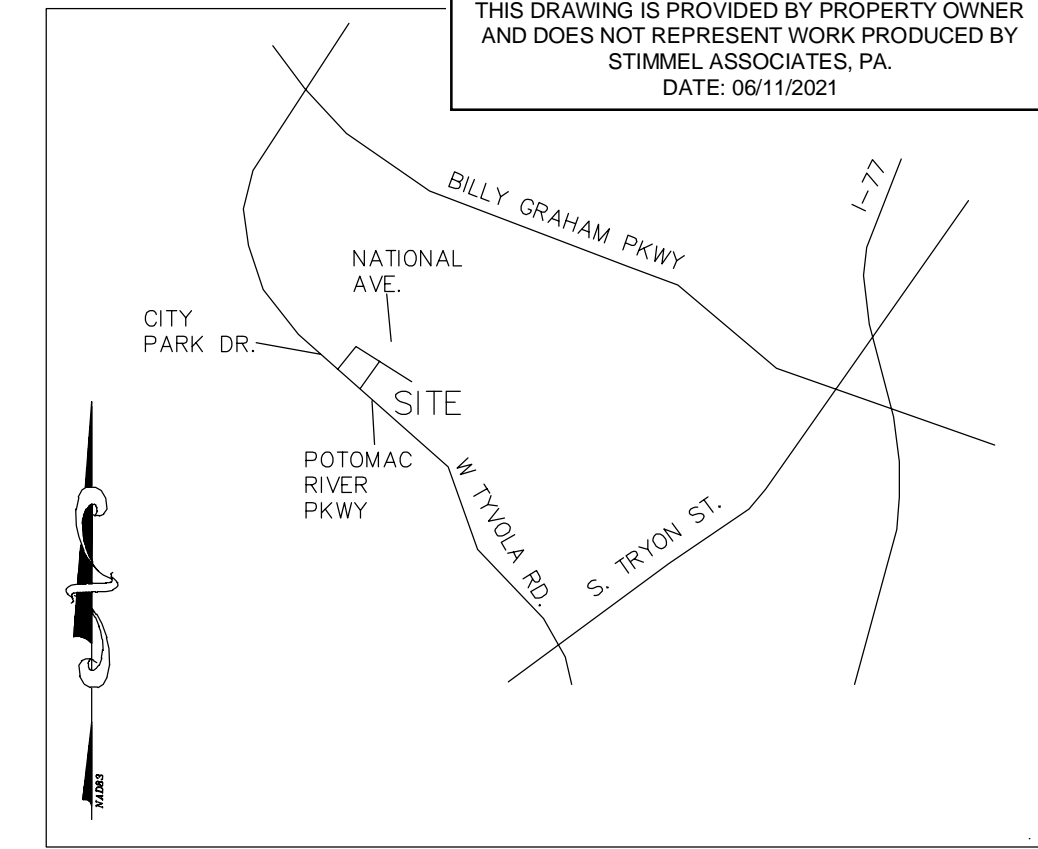 THIS DRAWING IS PROVIDED BY PROPERTY OWNER
AND DOES NOT REPRESENT WORK PRODUCED BY
STIMMEL ASSOCIATES, PA.
DATE: 06/11/2021
I-77
BILLY GRAHAM PKWY
NATIONAL
AVE.
CITY
PARK DR.
SITE
POTOMAC
RIVER
PKWY
W TYVOLA RD.
S. TRYON ST.
NAD83